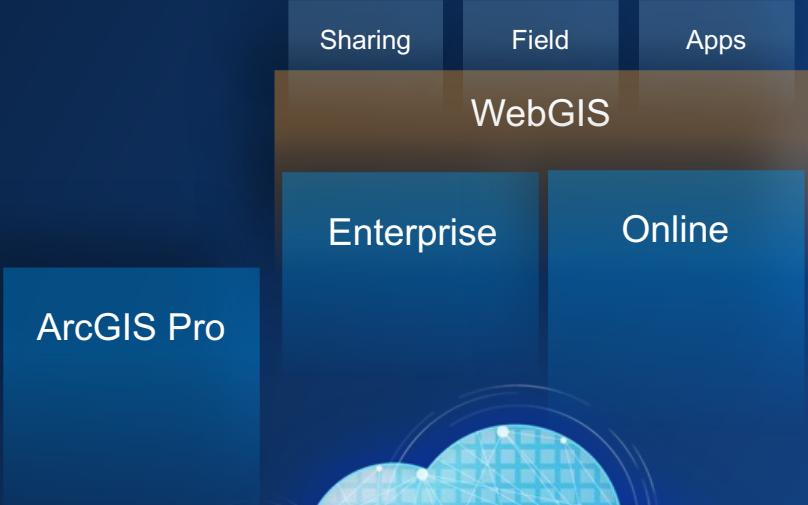 Sharing
Field
Apps
WebGIS
Enterprise
Online
ArcGIS Pro